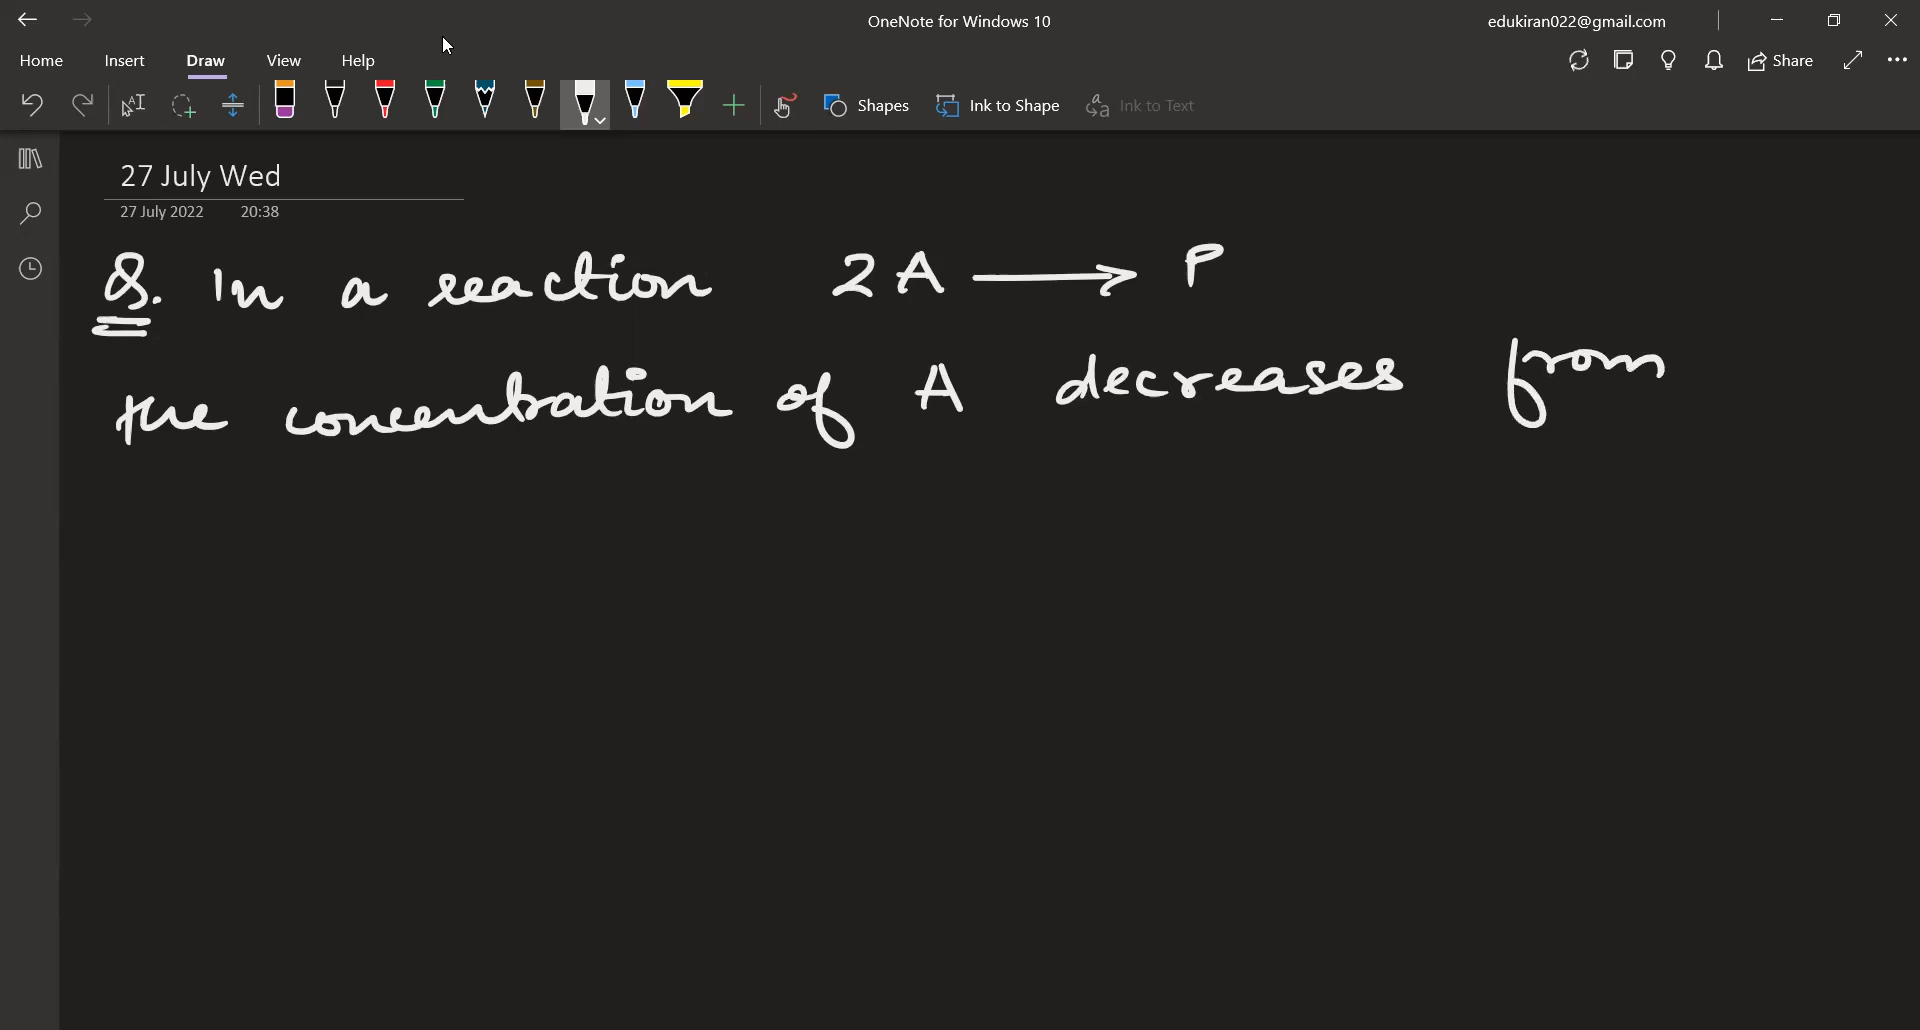 OneNote for Windows 10
edukiran022@gmail.com
Home Insert Draw View Help
Share
Shapes Ink to Shape Ink to Text
27 July Wed
27 July 2022 20:38
Q. In a reaction 2A → P
the concentration of A decreases from